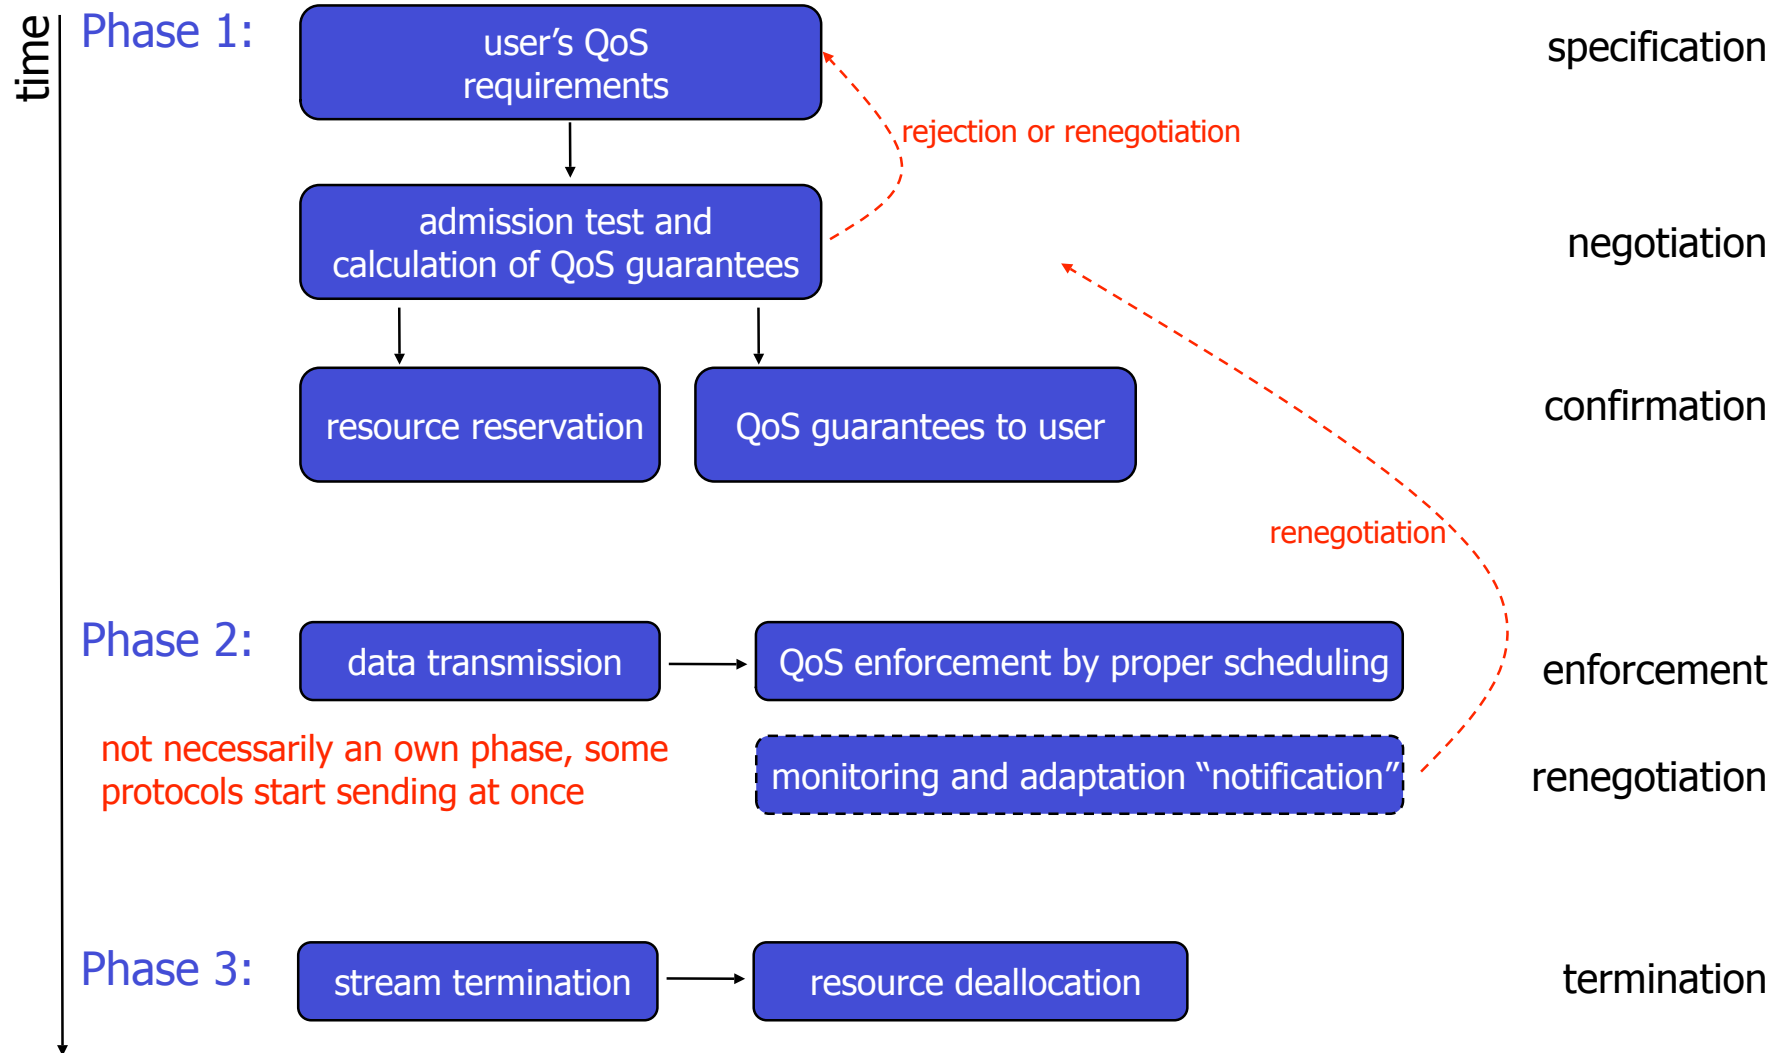 time
Phase 1:
user’s QoS
requirements
specification
rejection or renegotiation
admission test and
calculation of QoS guarantees
negotiation
resource reservation
QoS guarantees to user
confirmation
renegotiation
Phase 2:
data transmission
QoS enforcement by proper scheduling
enforcement
not necessarily an own phase, some
protocols start sending at once
monitoring and adaptation “notification”
renegotiation
Phase 3:
stream termination
resource deallocation
termination